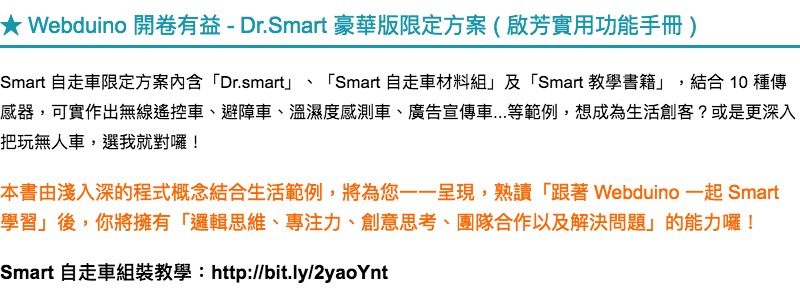 ★ Webduino 開卷有益 - Dr.Smart 豪華版限定方案 ( 啟芳實用功能手冊 )
Smart 自走車限定方案內含「Dr.smart」、「Smart 自走車材料組」及「Smart 教學書籍」，結合 10 種傳
感器，可實作出無線遙控車、避障車、溫濕度感測車、廣告宣傳車...等範例，想成為生活創客？或是更深入
把玩無人車，選我就對囉！
本書由淺入深的程式概念結合生活範例，將為您一一呈現，熟讀「跟著 Webduino 一起 Smart
學習」後，你將擁有「邏輯思維、專注力、創意思考、團隊合作以及解決問題」的能力囉！
Smart 自走車組裝教學：http://bit.ly/2yaoYnt